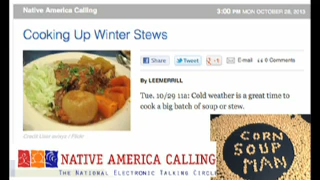 Native America Calling
3:00 PM MON OCTOBER 28, 2013
Cooking Up Winter Stews
Share
Tweet
E-mail
0 Comments
By LEEMERRILL
Tue. 10/29 11a: Cold weather is a great time to
cook a big batch of soup or stew.
NATIVE AMERICA CALLING
THE NATIONAL ELECTRONIC TALKING CIRCLE
CORN
SOUP
MAN